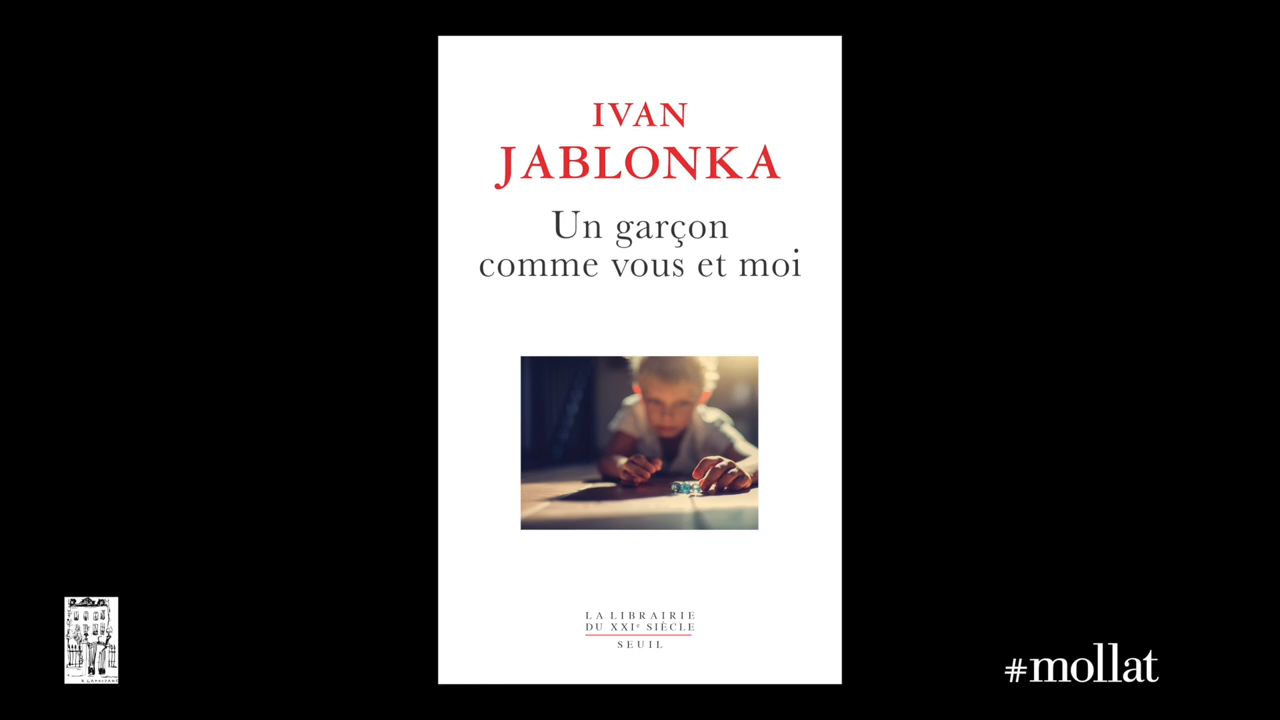 IVAN
JABLONKA
Un garçon
comme vous et moi
LA LIBRAIRIE
DU XXIe SIÈCLE
SEUIL
#mollat